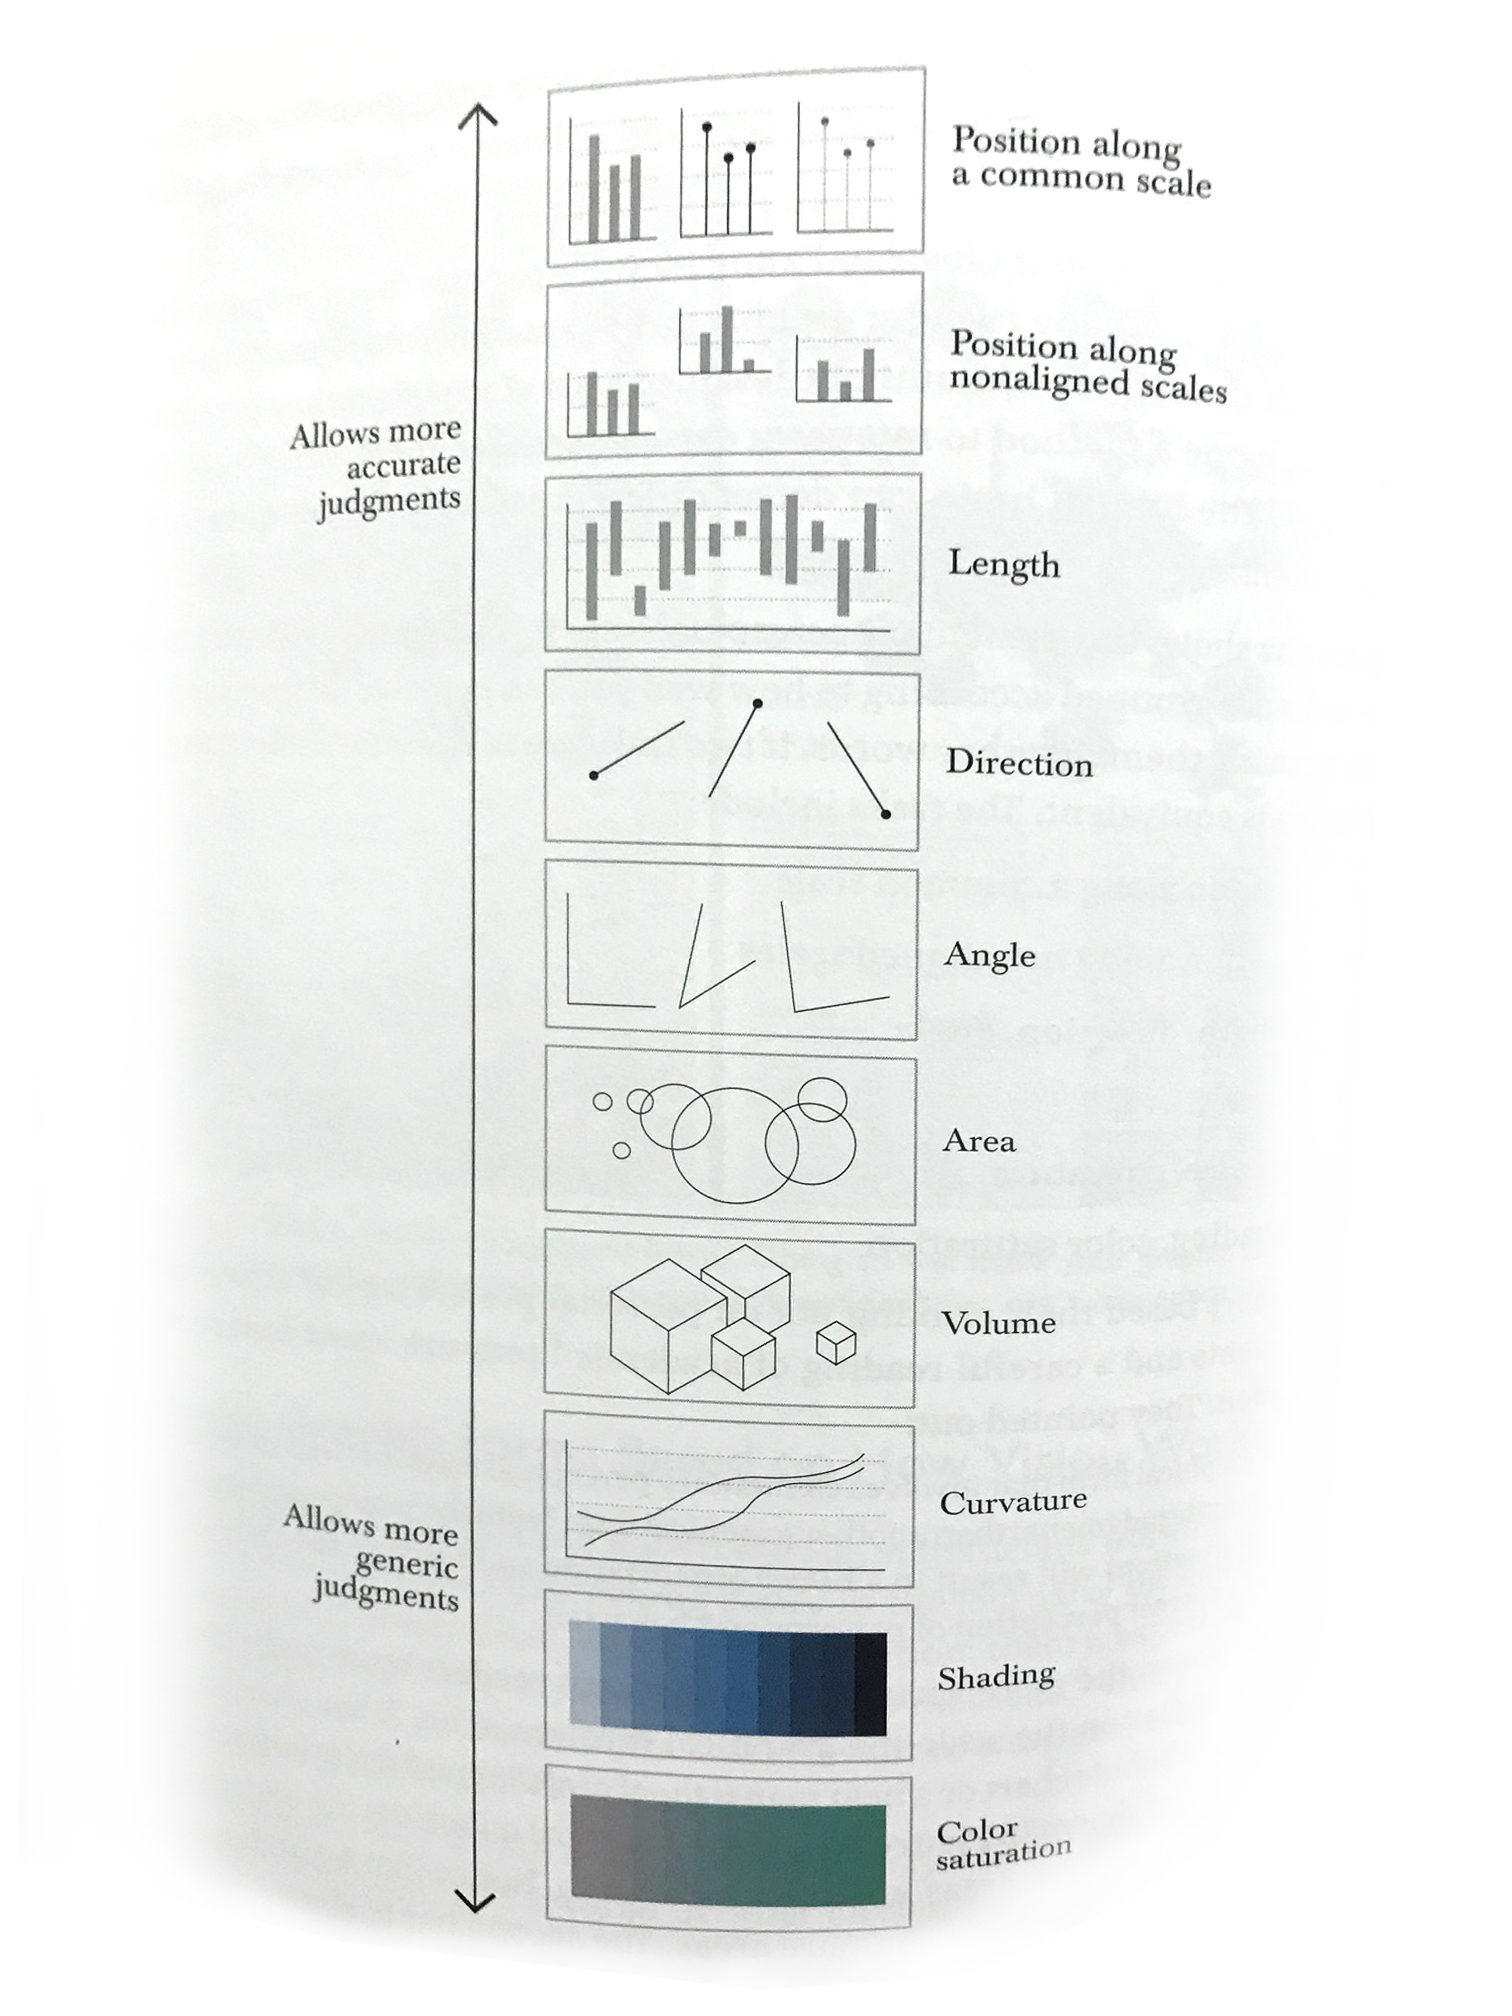 Position along
a common scale
Position along
nonaligned scales
Allows more
accurate
judgments
Length
Direction
Angle
Area
Volume
Curvature
Allows more
generic
judgments
Shading
Color
saturation